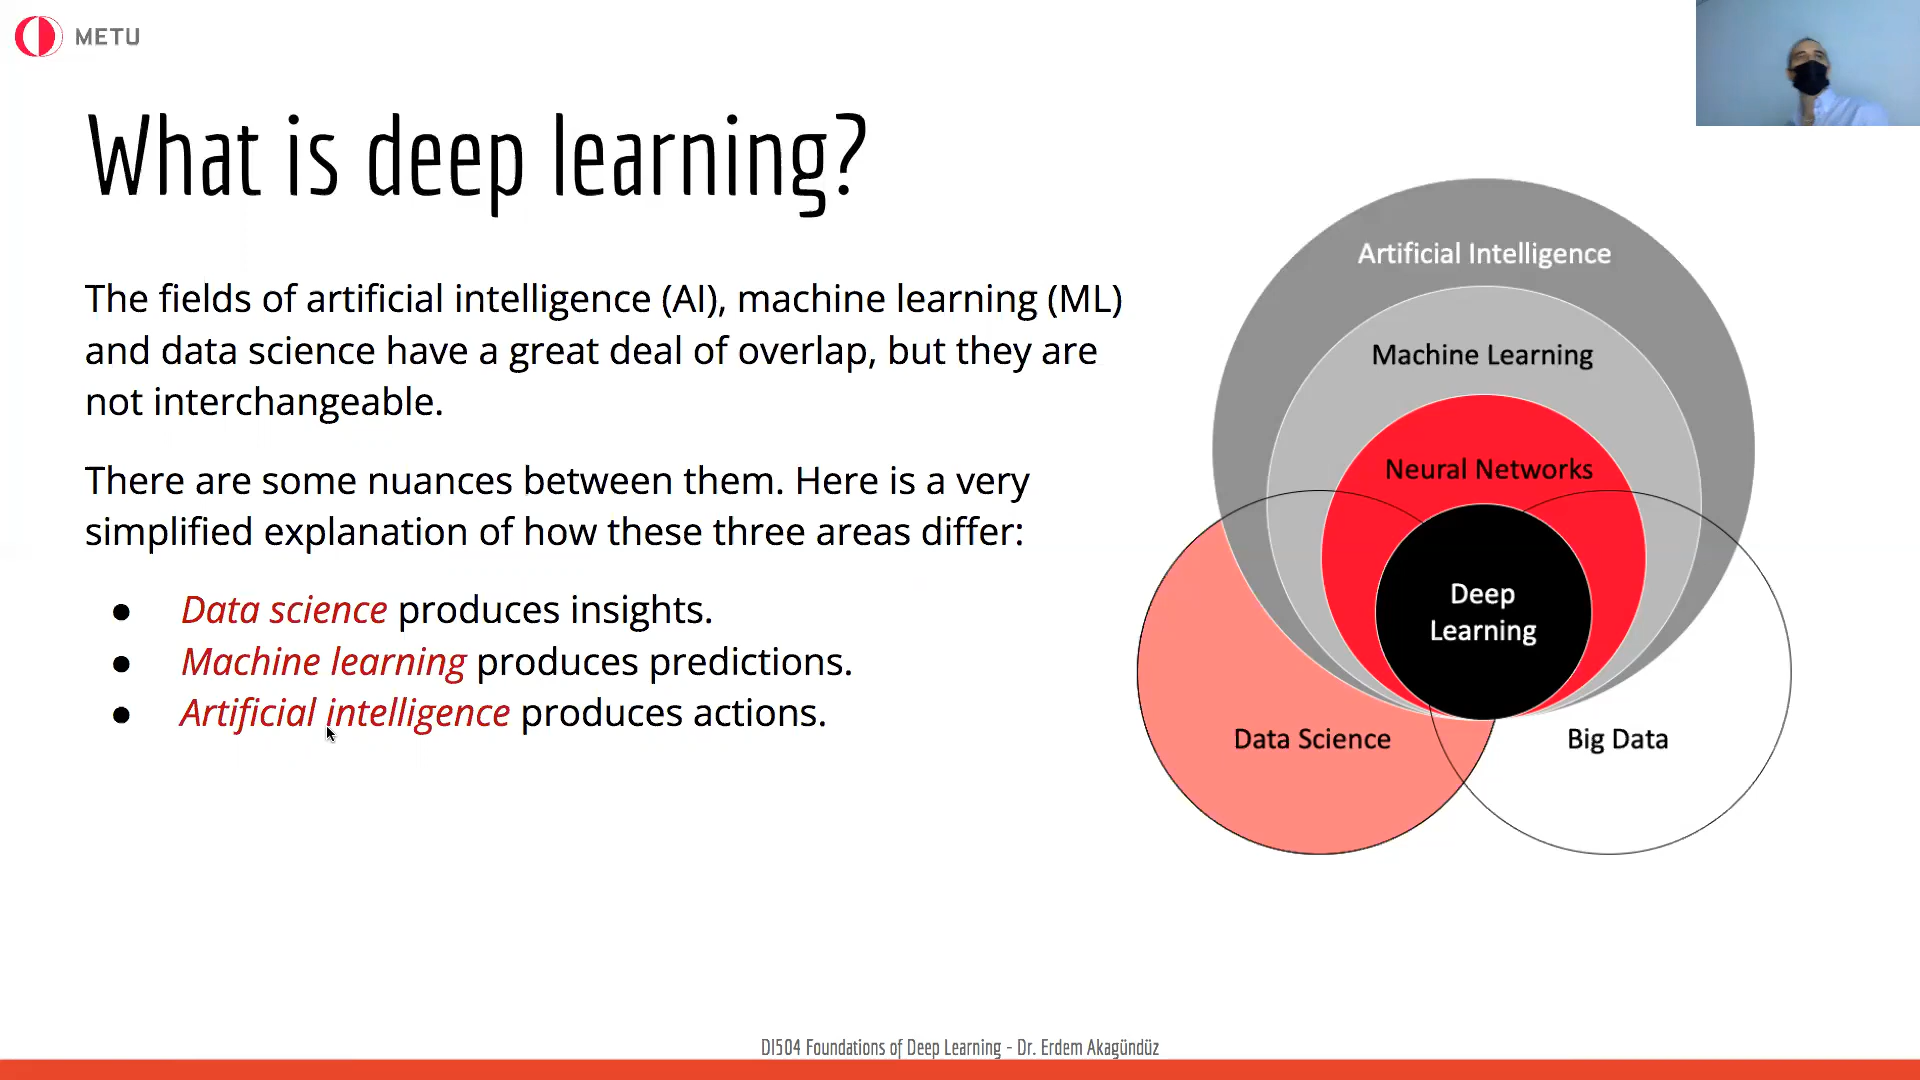 METU
What is deep learning?
The fields of artificial intelligence (AI), machine learning (ML)
and data science have a great deal of overlap, but they are
not interchangeable.
There are some nuances between them. Here is a very
simplified explanation of how these three areas differ:
● Data science produces insights.
● Machine learning produces predictions.
● Artificial intelligence produces actions.
Artificial Intelligence
Machine Learning
Neural Networks
Deep
Learning
Data Science
Big Data
DI504 Foundations of Deep Learning - Dr. Erdem Akagündüz